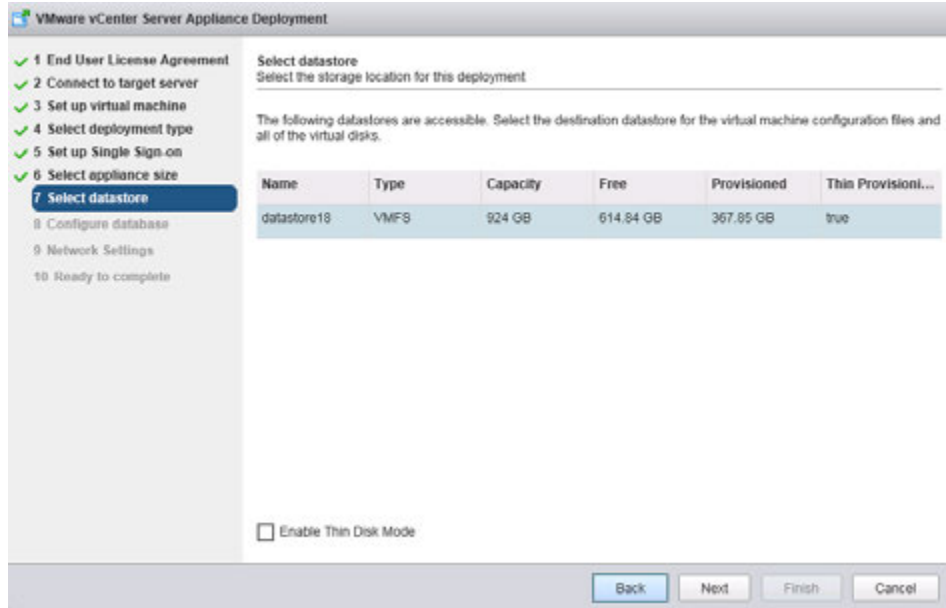 VMware vCenter Server Appliance Deployment
1 End User License Agreement
2 Connect to target server
3 Set up virtual machine
4 Select deployment type
5 Set up Single Sign-on
6 Select appliance size
7 Select datastore
8 Configure database
9 Network Settings
10 Ready to complete
Select datastore
Select the storage location for this deployment
The following datastores are accessible. Select the destination datastore for the virtual machine configuration files and
all of the virtual disks.
Name Type Capacity Free Provisioned Thin Provisioni...
datastore18 VMFS 924 GB 614.84 GB 367.85 GB true
Enable Thin Disk Mode
Back Next Finish Cancel